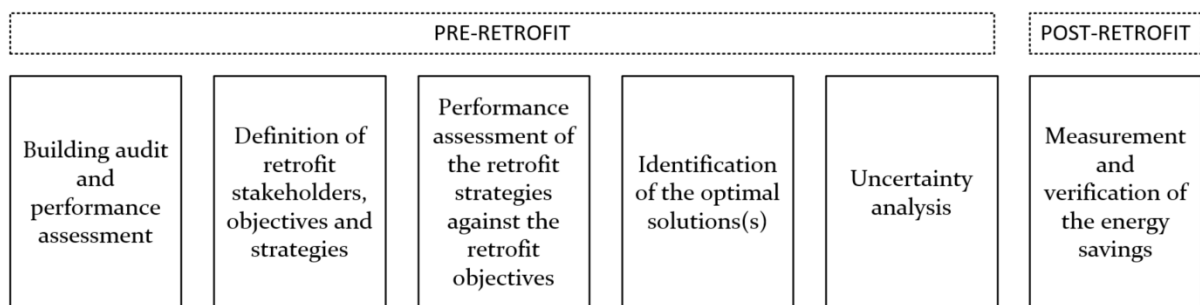 PRE-RETROFIT
POST-RETROFIT
Building audit
and
performance
assessment
Definition of
retrofit
stakeholders,
objectives and
strategies
Performance
assessment of
the retrofit
strategies
against the
retrofit
objectives
Identification
of the optimal
solutions(s)
Uncertainty
analysis
Measurement
and
verification of
the energy
savings